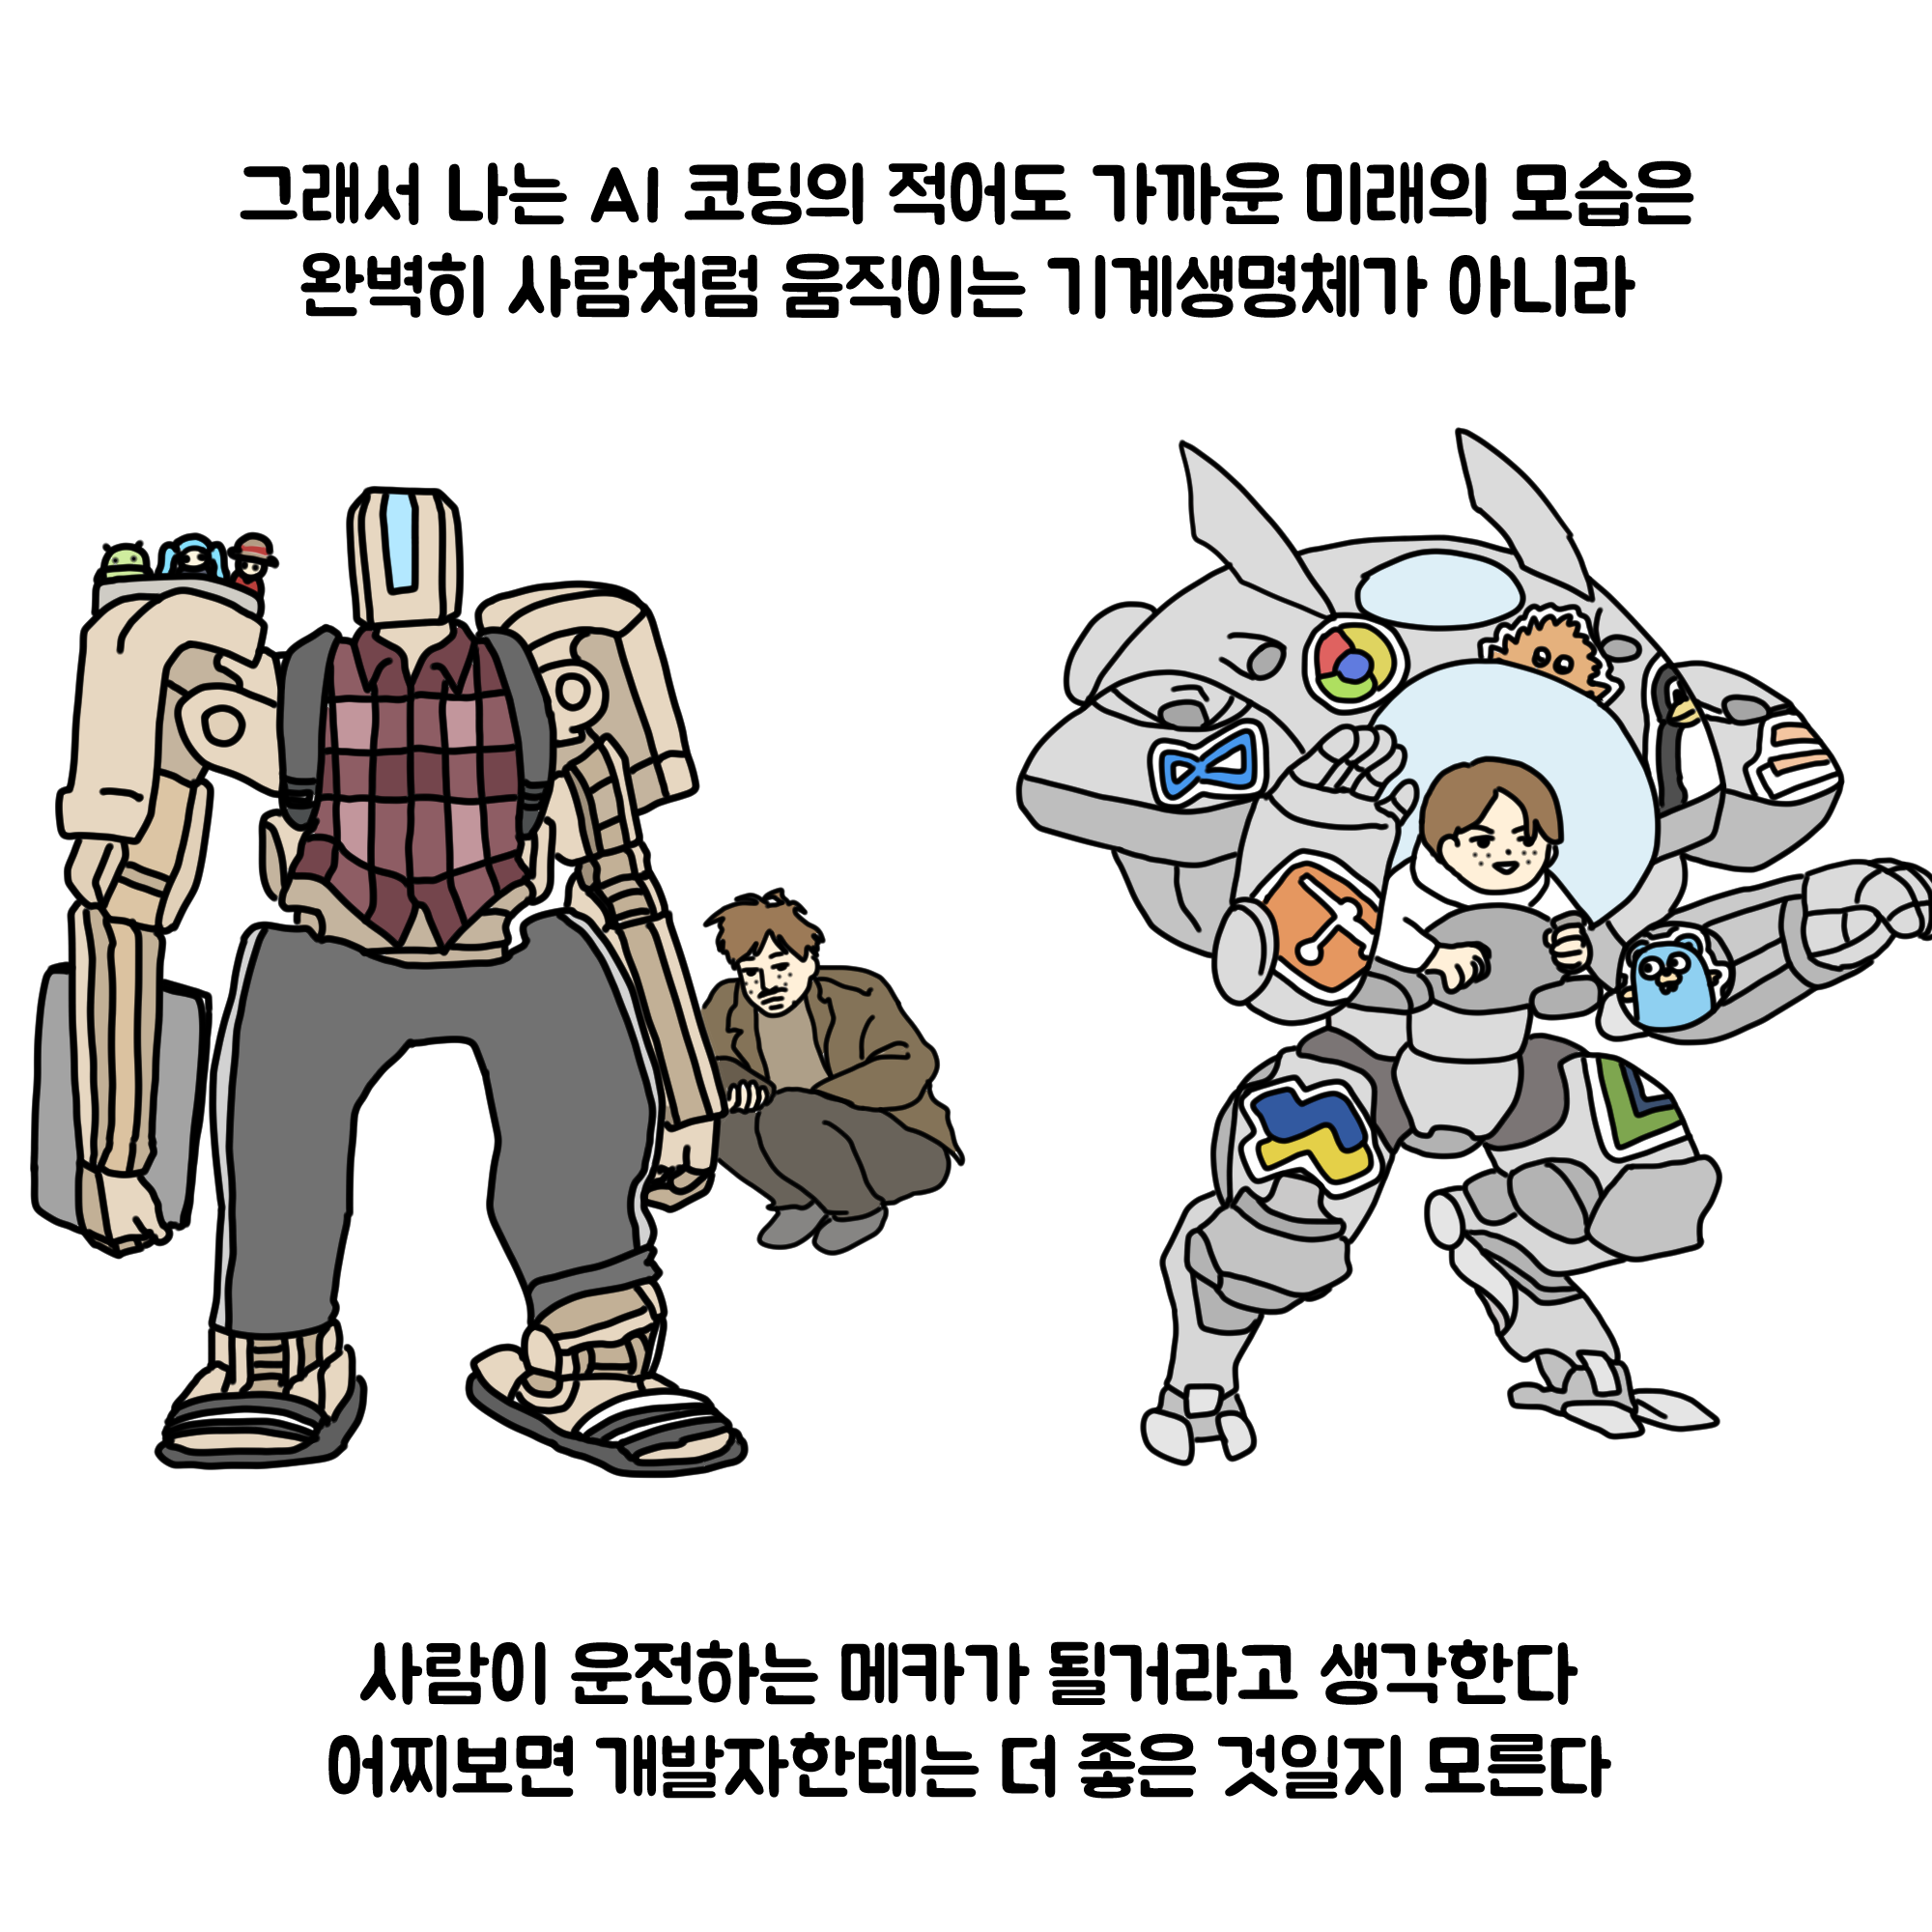 그래서 나는 AI 코딩의 적어도 가까운 미래의 모습은
완벽히 사람처럼 움직이는 기계생명체가 아니라
사람이 운전하는 메카가 될거라고 생각한다
어찌보면 개발자한테는 더 좋은 것일지 모른다